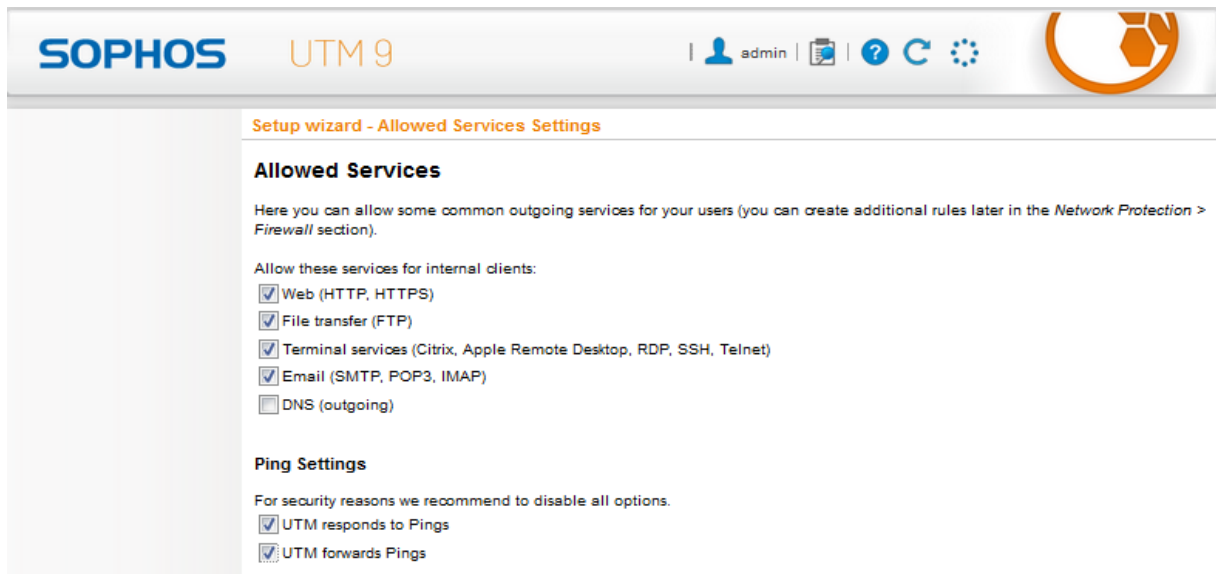 SOPHOS UTM 9 | admin | | ?
Setup wizard - Allowed Services Settings
Allowed Services
Here you can allow some common outgoing services for your users (you can create additional rules later in the Network Protection >
Firewall section).
Allow these services for internal clients:
Web (HTTP, HTTPS)
File transfer (FTP)
Terminal services (Citrix, Apple Remote Desktop, RDP, SSH, Telnet)
Email (SMTP, POP3, IMAP)
DNS (outgoing)
Ping Settings
For security reasons we recommend to disable all options.
UTM responds to Pings
UTM forwards Pings